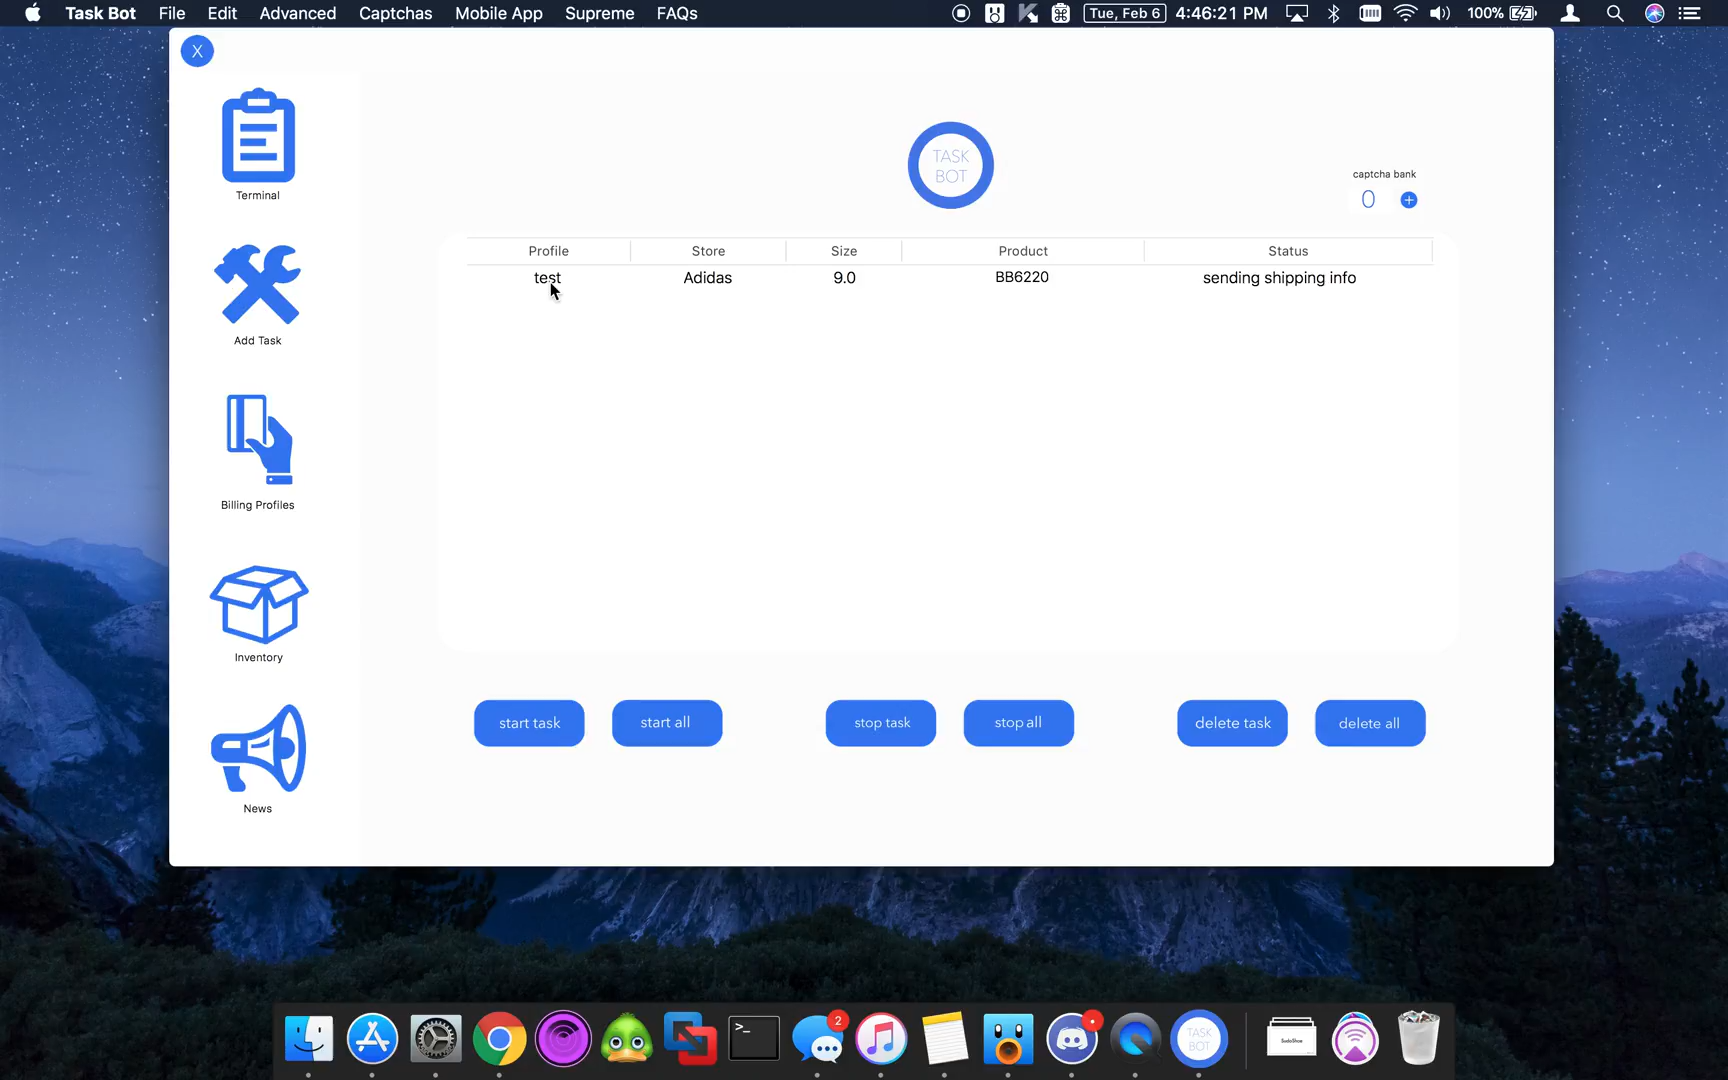 Task Bot File Edit Advanced Captchas Mobile App Supreme FAQs Tue, Feb 6 4:46:21 PM 100%
X
TASK
BOT
captcha bank
0 +
Terminal
Profile Store Size Product Status
test Adidas 9.0 BB6220 sending shipping info
Add Task
Billing Profiles
Inventory
start task start all stop task stop all delete task delete all
News
>_ 2
TASK
BOT
SudoShoe